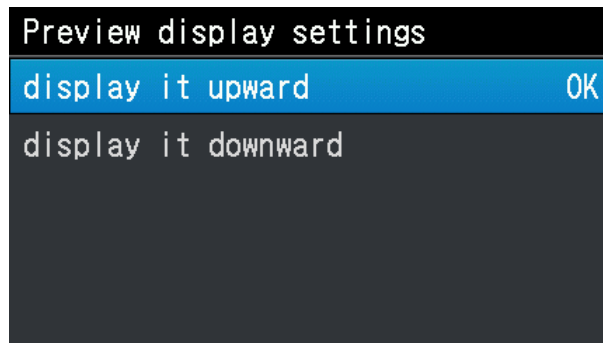 Preview display settings
display it upward OK
display it downward